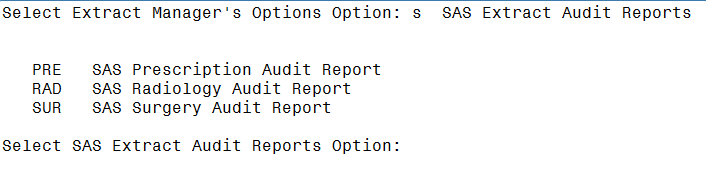 Select Extract Manager's Options Option: s  SAS Extract Audit Reports
PRE   SAS Prescription Audit Report
RAD   SAS Radiology Audit Report
SUR   SAS Surgery Audit Report
Select SAS Extract Audit Reports Option: